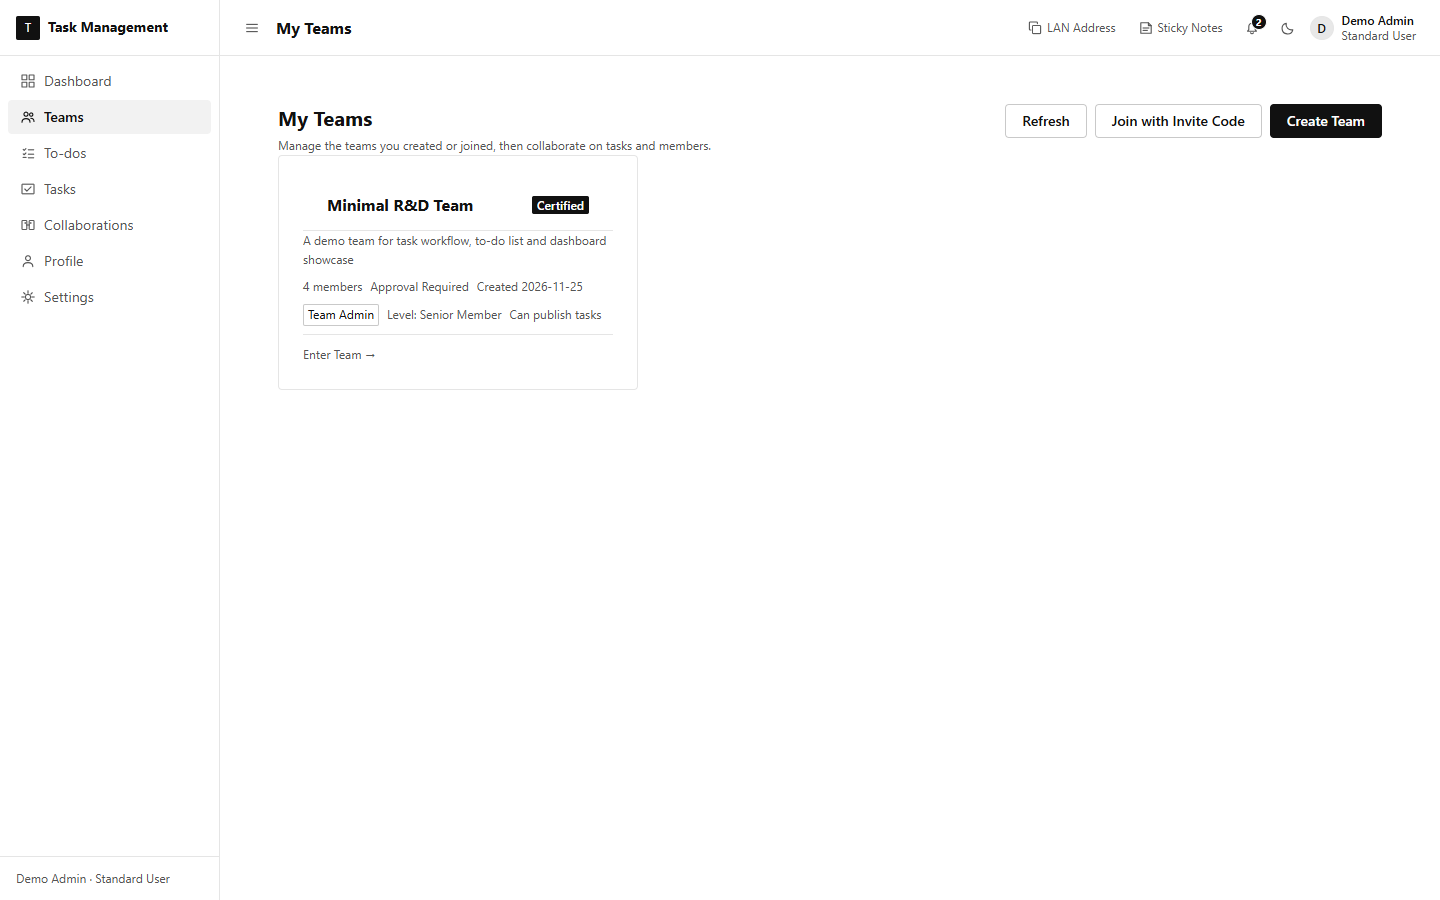 T Task Management
My Teams
LAN Address
Sticky Notes
2
D
Demo Admin
Standard User
Dashboard
Teams
To-dos
Tasks
Collaborations
Profile
Settings
My Teams
Manage the teams you created or joined, then collaborate on tasks and members.
Refresh
Join with Invite Code
Create Team
Minimal R&D Team
Certified
A demo team for task workflow, to-do list and dashboard
showcase
4 members Approval Required Created 2026-11-25
Team Admin Level: Senior Member Can publish tasks
Enter Team →
Demo Admin · Standard User